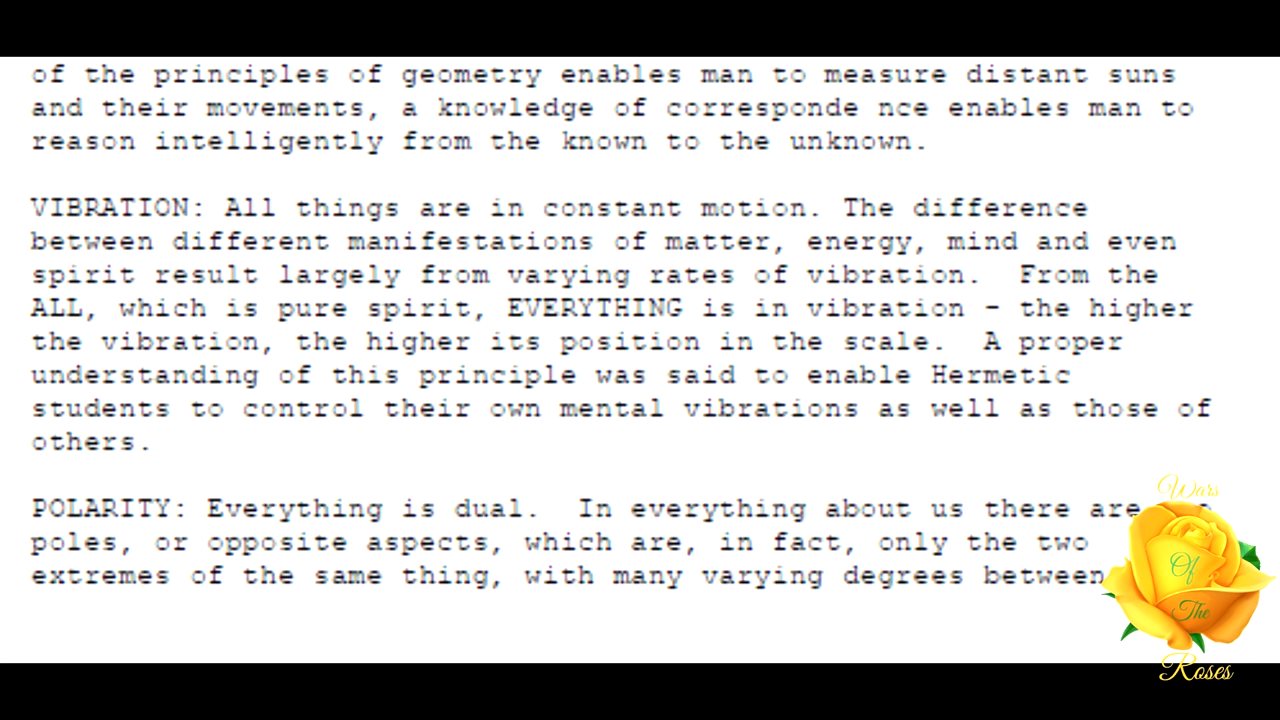 of the principles of geometry enables man to measure distant suns
and their movements, a knowledge of corresponde nce enables man to
reason intelligently from the known to the unknown.
VIBRATION: All things are in constant motion. The difference
between different manifestations of matter, energy, mind and even
spirit result largely from varying rates of vibration.  From the
ALL, which is pure spirit, EVERYTHING is in vibration - the higher
the vibration, the higher its position in the scale.  A proper
understanding of this principle was said to enable Hermetic
students to control their own mental vibrations as well as those of
others.
POLARITY: Everything is dual.  In everything about us there are
poles, or opposite aspects, which are, in fact, only the two
extremes of the same thing, with many varying degrees between
Wars
Of
The
Roses